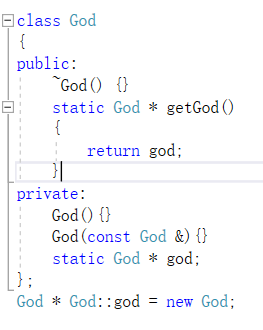 class God
{
public:
    ~God() {}
    static God * getGod()
    {
        return god;
    }
private:
    God(){}
    God(const God &){}
    static God * god;
};
God * God::god = new God;